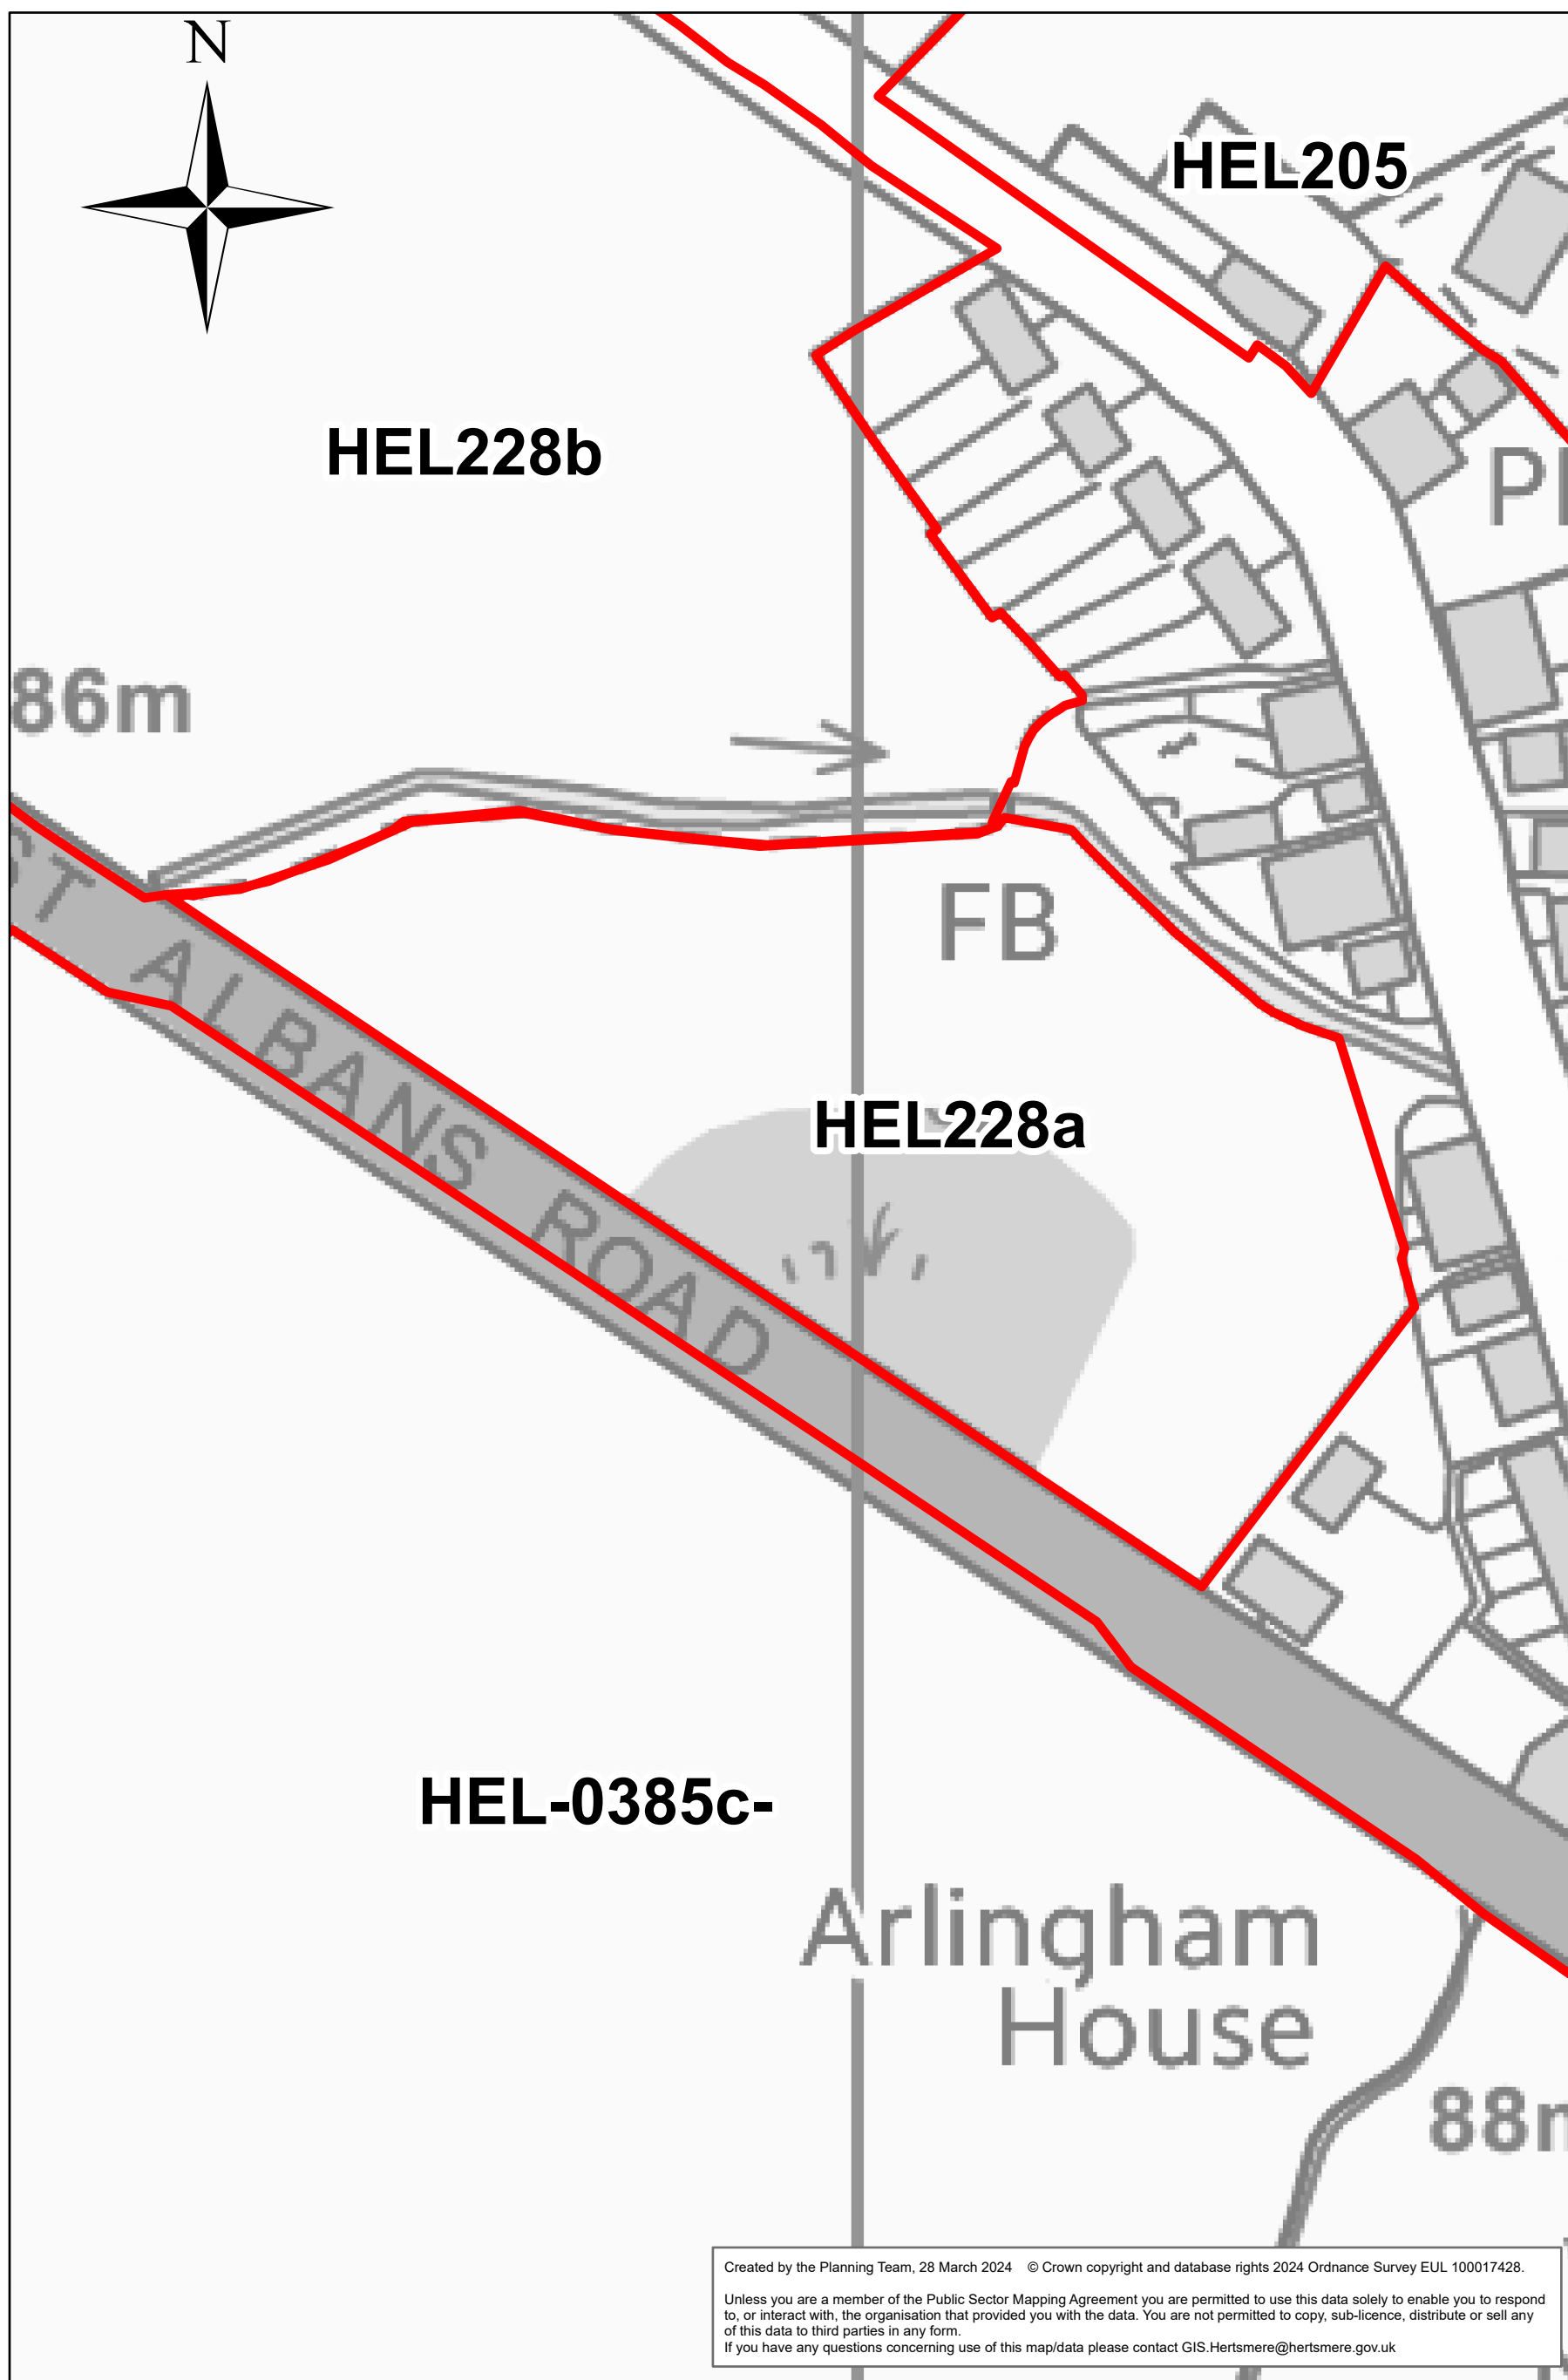 N
HEL205
HEL228b
86m
FB
HEL228a
ST ALBANS ROAD
HEL-0385c-
Arlingham
House
Created by the Planning Team, 28 March 2024 © Crown copyright and database rights 2024 Ordnance Survey EUL 100017428.
Unless you are a member of the Public Sector Mapping Agreement you are permitted to use this data solely to enable you to respond
to, or interact with, the organisation that provided you with the data. You are not permitted to copy, sub-licence, distribute or sell any
of this data to third parties in any form.
If you have any questions concerning use of this map/data please contact GIS.Hertsmere@hertsmere.gov.uk